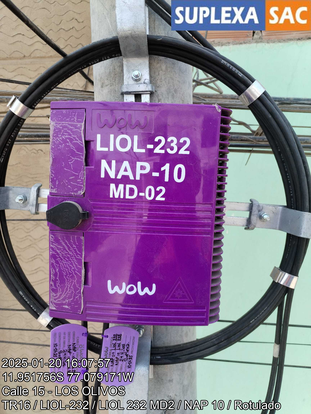 SUPLEXA SAC
WOW
LIOL-232
NAP-10
MD-02
WOW
2025-01-20 16:07:57
11.951756S 77.079171W
Calle 15 - LOS OLIVOS
TR16 / LIOL-232 / LIOL 232 MD2 / NAP 10 / Rotulado